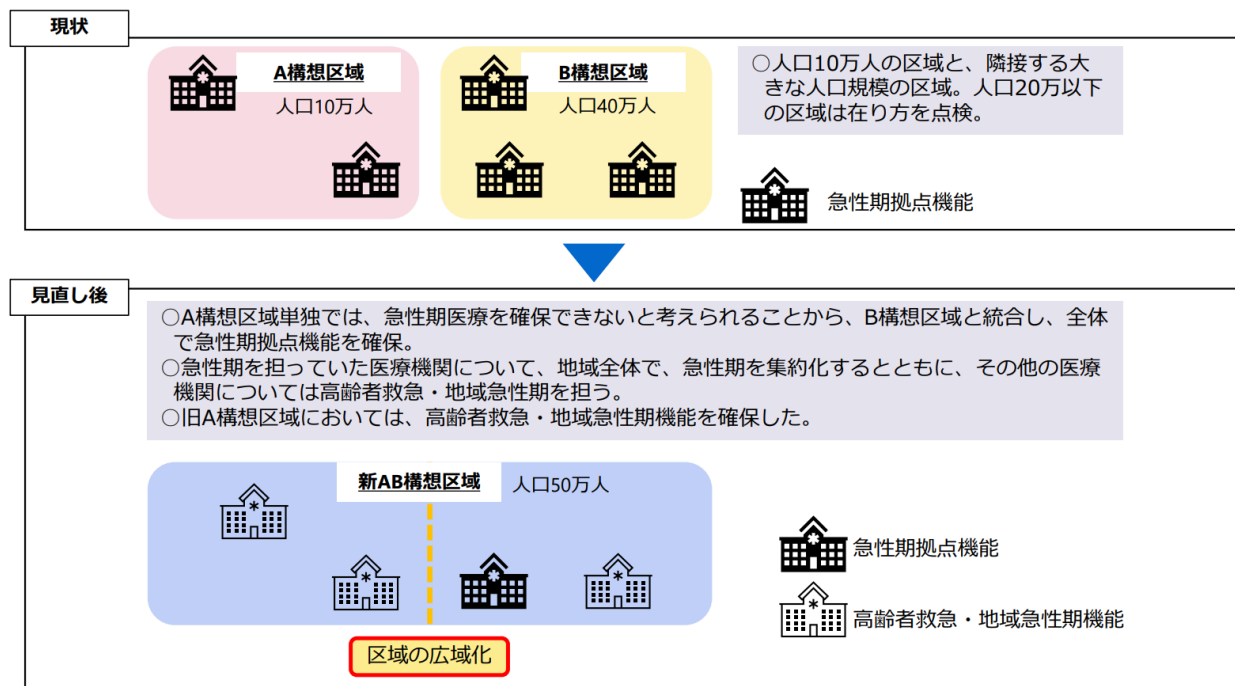 現状
A構想区域
人口10万人
B構想区域
人口40万人
○人口10万人の区域と、隣接する大
きな人口規模の区域。人口20万以下
の区域は在り方を点検。
急性期拠点機能
見直し後
○A構想区域単独では、急性期医療を確保できないと考えられることから、B構想区域と統合し、全体
で急性期拠点機能を確保。
○急性期を担っていた医療機関について、地域全体で、急性期を集約化するとともに、その他の医療
機関については高齢者救急・地域急性期を担う。
○旧A構想区域においては、高齢者救急・地域急性期機能を確保した。
新AB構想区域
人口50万人
急性期拠点機能
高齢者救急・地域急性期機能
区域の広域化